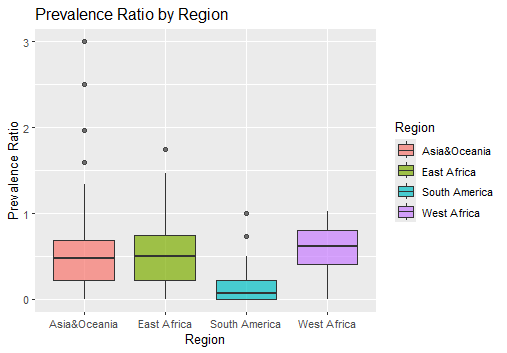 Prevalence Ratio by Region
Prevalence Ratio
3
2
1
0
Asia&Oceania
East Africa
South America
West Africa
Region
Region
Asia&Oceania
East Africa
South America
West Africa